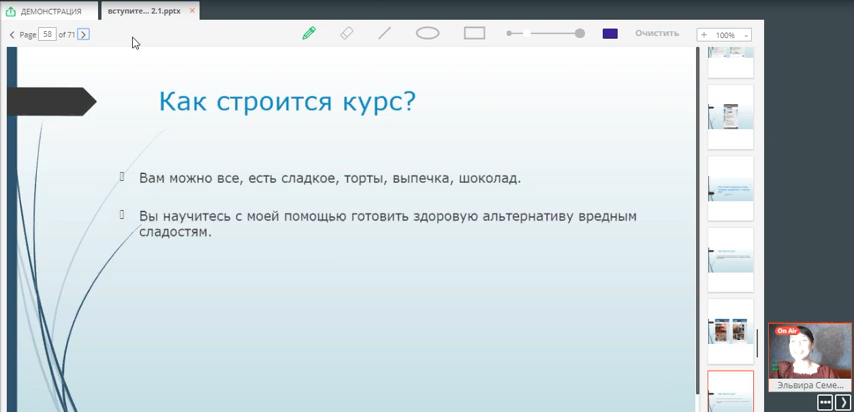 ДЕМОНСТРАЦИЯ
вступите... 2.1.pptx
Page 58 of 71
Очистить
100%
Как строится курс?
Вам можно все, есть сладкое, торты, выпечка, шоколад.
Вы научитесь с моей помощью готовить здоровую альтернативу вредным
сладостям.
On Air
Эльвира Семе...